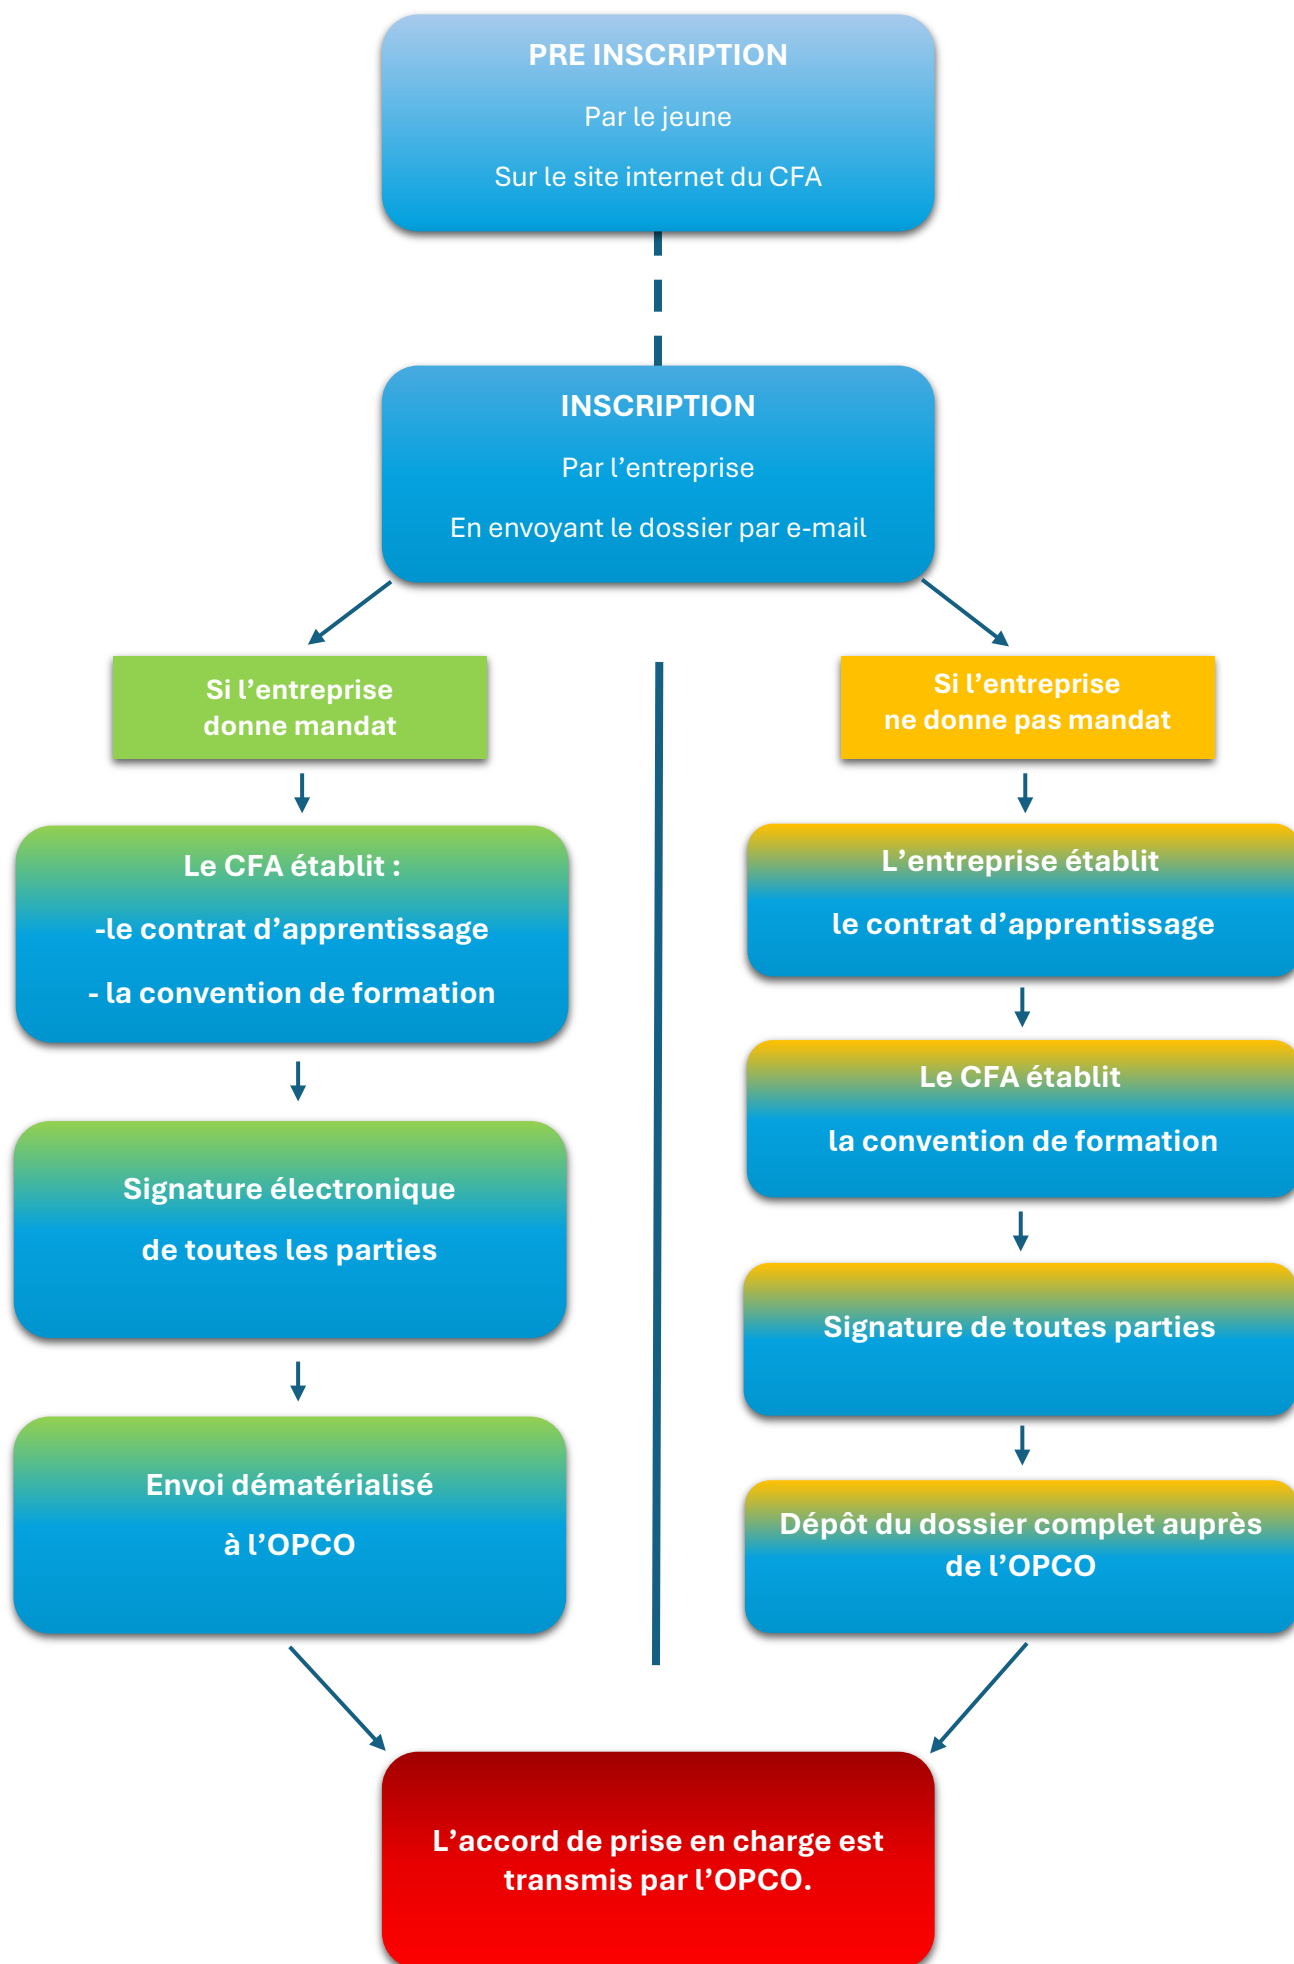 PRE INSCRIPTION
Par le jeune
Sur le site internet du CFA
INSCRIPTION
Par l’entreprise
En envoyant le dossier par e-mail
Si l’entreprise
donne mandat
Le CFA établit :
-le contrat d’apprentissage
- la convention de formation
Signature électronique
de toutes les parties
Envoi dématérialisé
à l’OPCO
Si l’entreprise
ne donne pas mandat
L’entreprise établit
le contrat d’apprentissage
Le CFA établit
la convention de formation
Signature de toutes parties
Dépôt du dossier complet auprès
de l’OPCO
L’accord de prise en charge est
transmis par l’OPCO.